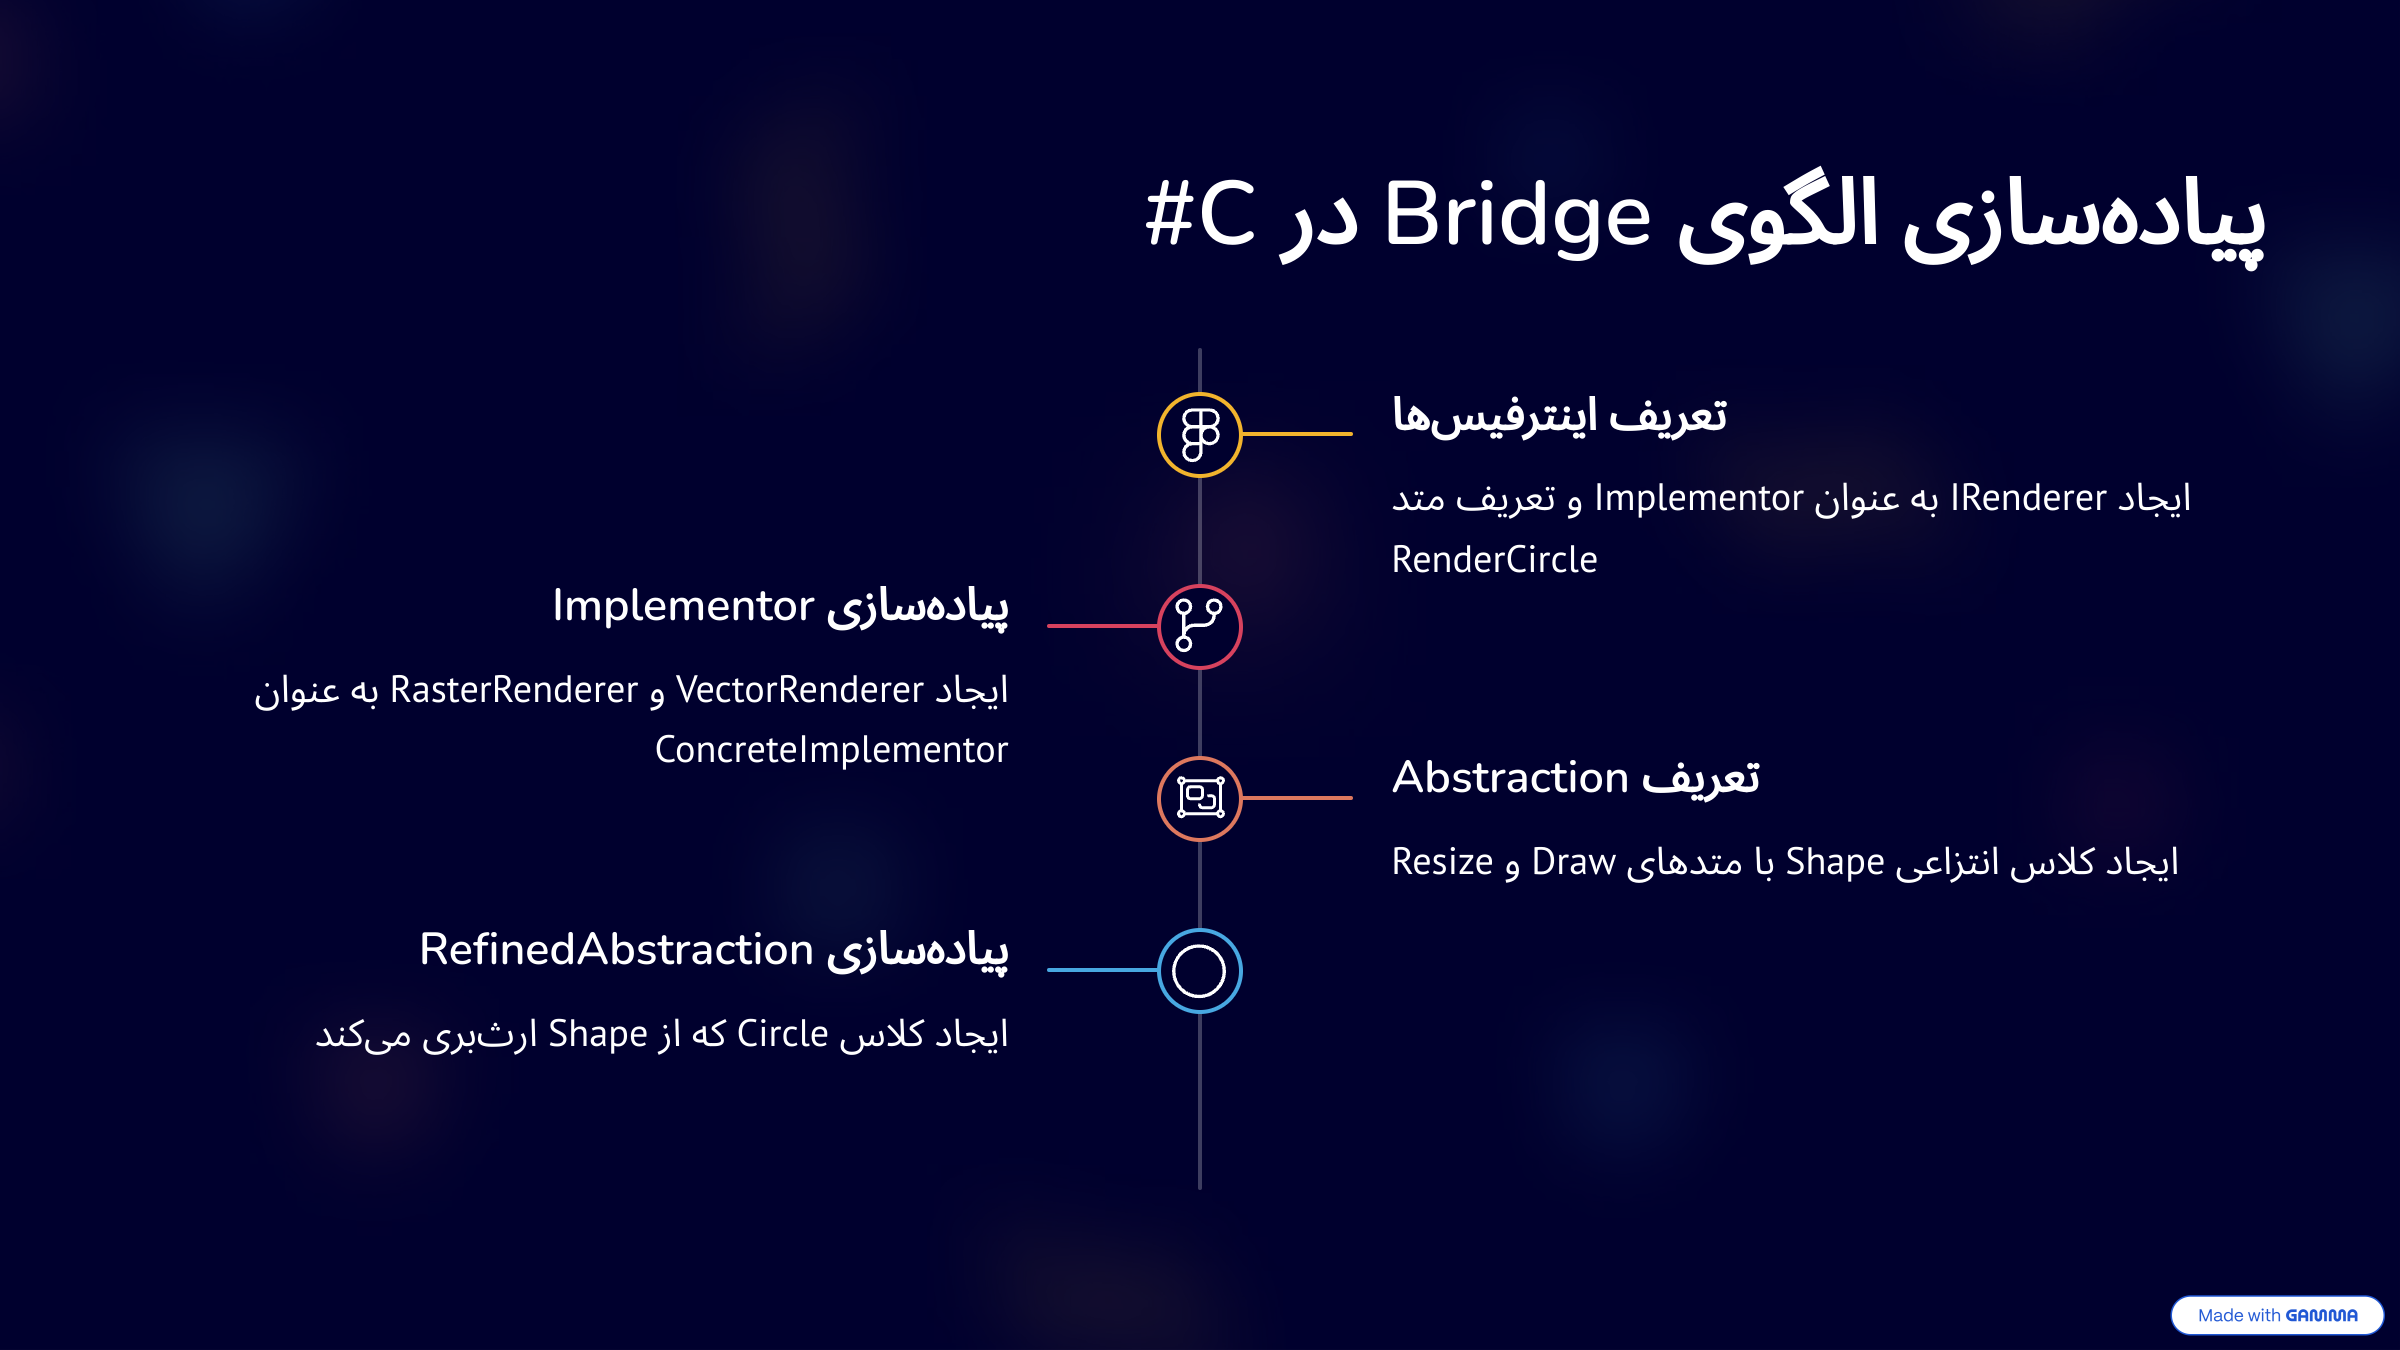 پیاده‌سازی الگوی Bridge در C#
تعریف اینترفیس‌ها
ایجاد IRenderer به عنوان Implementor و تعریف متد
RenderCircle
پیاده‌سازی Implementor
ایجاد VectorRenderer و RasterRenderer به عنوان
ConcreteImplementor
تعریف Abstraction
ایجاد کلاس انتزاعی Shape با متدهای Draw و Resize
پیاده‌سازی RefinedAbstraction
ایجاد کلاس Circle که از Shape ارث‌بری می‌کند
Made with GAMMA